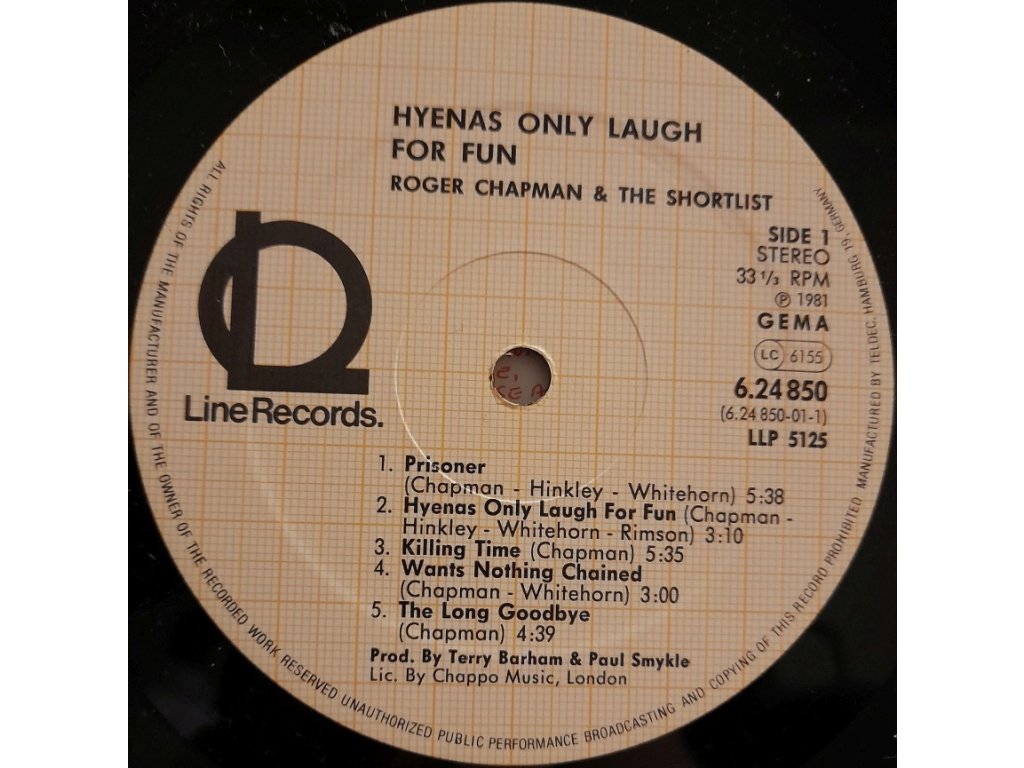 HYENAS ONLY LAUGH
FOR FUN
ROGER CHAPMAN & THE SHORTLIST
SIDE 1
STEREO
33 1/3 RPM
Ⓟ 1981
GEMA
LC 6155
6.24 850
(6.24 850-01-1)
LLP 5125
Line Records.
1. Prisoner
(Chapman - Hinkley - Whitehorn) 5:38
2. Hyenas Only Laugh For Fun (Chapman -
Hinkley - Whitehorn - Rimson) 3:10
3. Killing Time (Chapman) 5:35
4. Wants Nothing Chained
(Chapman - Whitehorn) 3:00
5. The Long Goodbye
(Chapman) 4:39
Prod. By Terry Barham & Paul Smykle
Lic. By Chappo Music, London
ALL RIGHTS OF THE MANUFACTURER AND OF THE OWNER OF THE RECORDED WORK RESERVED UNAUTHORIZED PUBLIC PERFORMANCE BROADCASTING AND COPYING OF THIS RECORD PROHIBITED MANUFACTURED BY TELDEC, HAMBURG 19, GERMANY